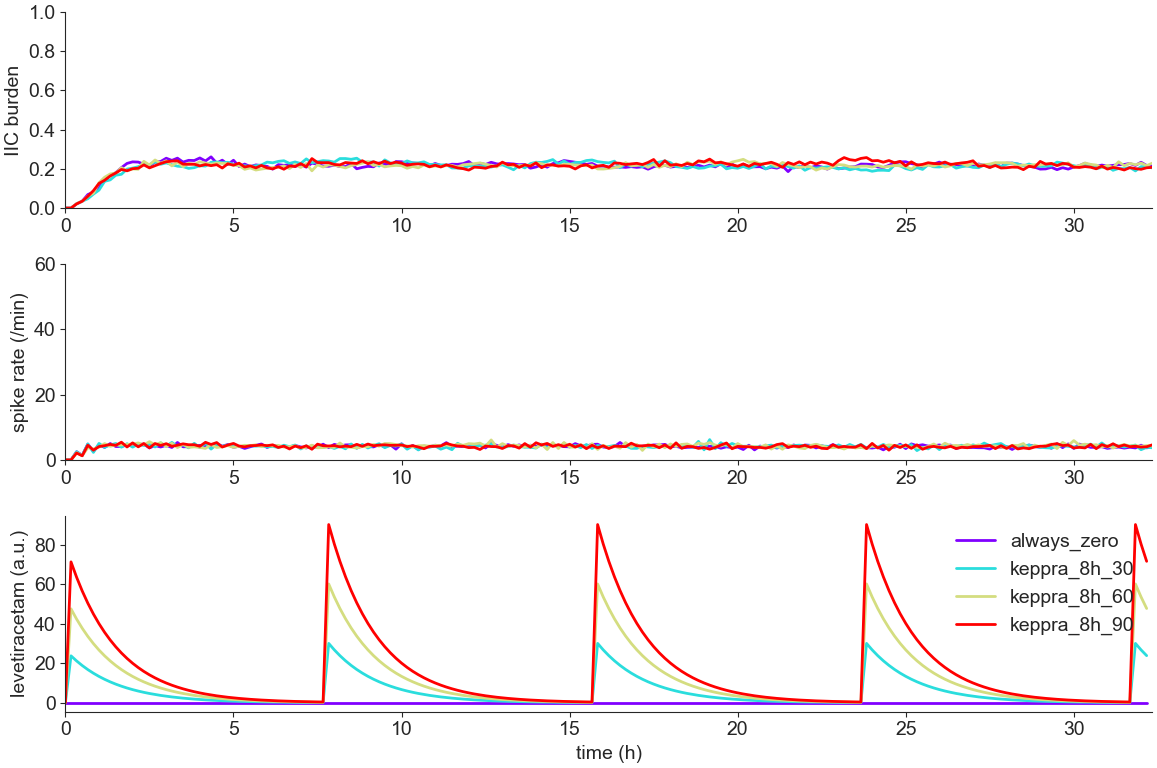 IIC burden
1.0
0.8
0.6
0.4
0.2
0.0
0 5 10 15 20 25 30
spike rate (/min)
60
40
20
0
0 5 10 15 20 25 30
levetiracetam (a.u.)
80
60
40
20
0
always_zero
keppra_8h_30
keppra_8h_60
keppra_8h_90
0 5 10 15 20 25 30
time (h)